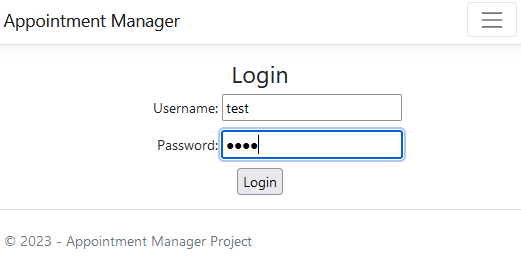 Appointment Manager
Login
Username: test
Password: ●●●●
Login
© 2023 - Appointment Manager Project